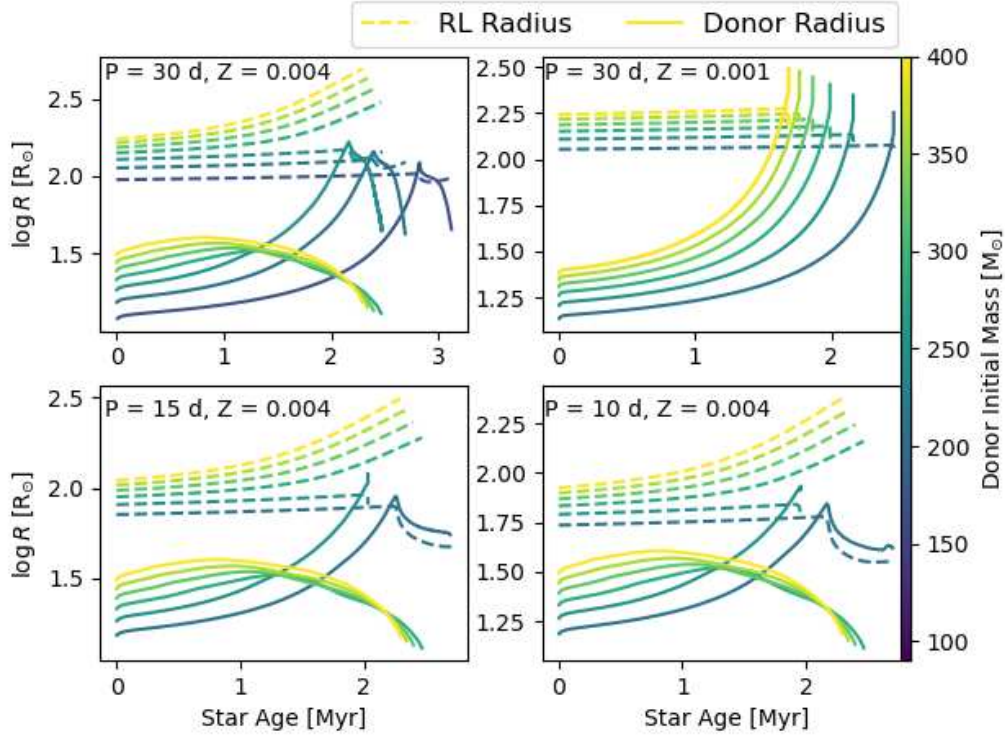 RL Radius Donor Radius
P = 30 d, Z = 0.004
P = 30 d, Z = 0.001
log R [R⊙]
2.5
2.0
1.5
0 1 2 3
2.50
2.25
2.00
1.75
1.50
1.25
0 1 2
P = 15 d, Z = 0.004
P = 10 d, Z = 0.004
log R [R⊙]
2.5
2.0
1.5
0 1 2
Star Age [Myr]
2.25
2.00
1.75
1.50
1.25
0 1 2
Star Age [Myr]
400
350
300
250
200
150
100
Donor Initial Mass [M⊙]